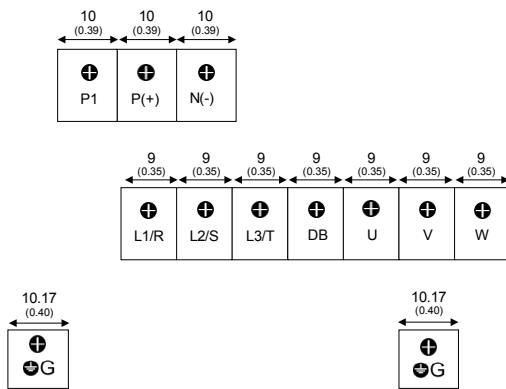 10 10 10
(0.39) (0.39) (0.39)
P1 P(+) N(-)
9 9 9 9 9 9 9
(0.35) (0.35) (0.35) (0.35) (0.35) (0.35) (0.35)
L1/R L2/S L3/T DB U V W
10.17 10.17
(0.40) (0.40)
G G